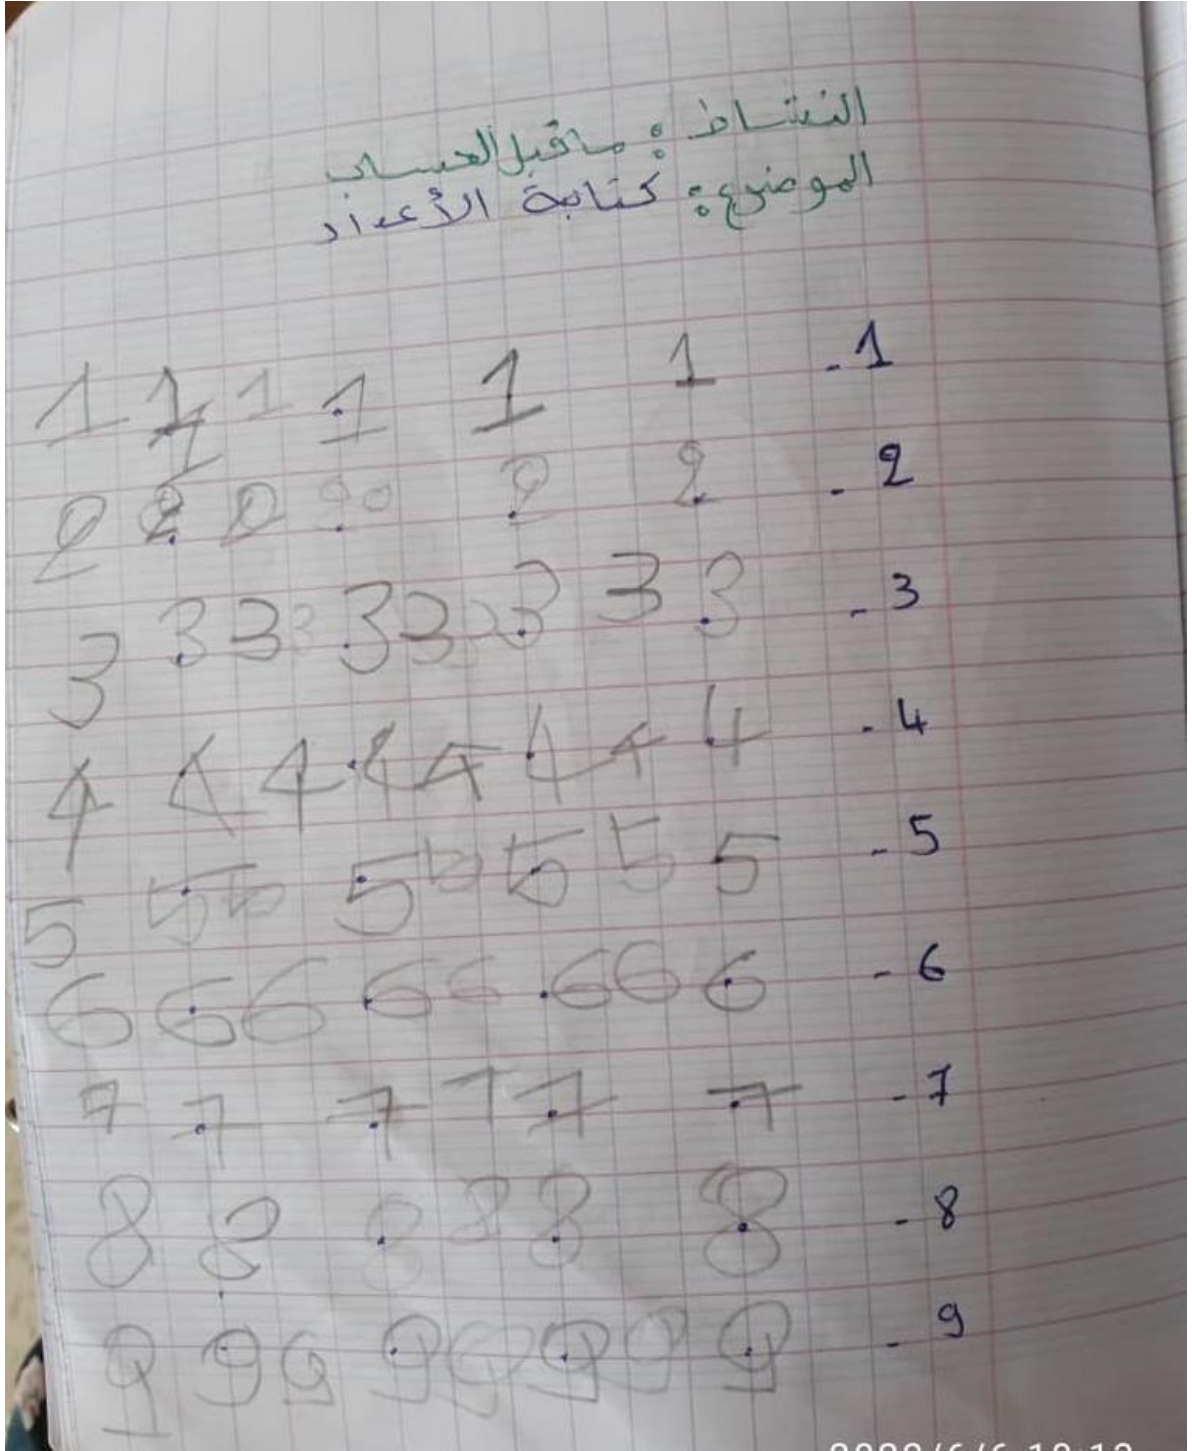 النشاط : ماقبل الحساب
الموضوع : كتابة الأعداد
- 1 1 1 1 1 1 1 1
- 2 2 2 2 2 2 2
- 3 3 3 3 3 3 3 3 3 3
- 4 4 4 4 4 4 4 4 4
- 5 5 5 5 5 5 5 5 5
- 6 6 6 6 6 6 6 6 6
- 7 7 7 7 7 7 7
- 8 8 8 8 8 8 8
- 9 9 9 9 9 9 9 9 9